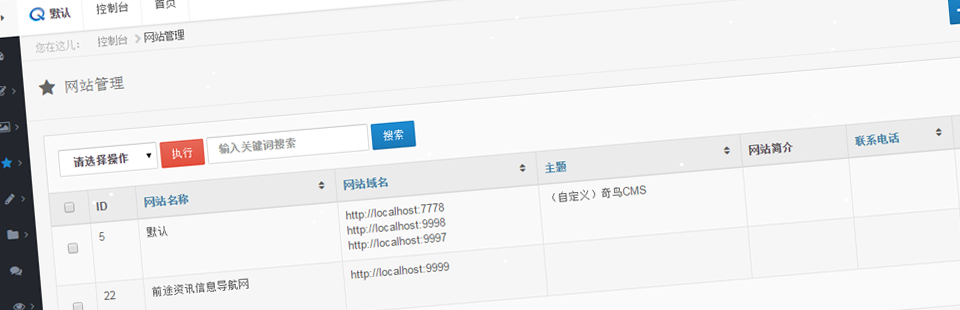 默认 控制台 首页
您在这儿： 控制台 网站管理
网站管理
请选择操作 执行 输入关键词搜索 搜索
ID 网站名称 网站域名 主题 网站简介 联系电话
5 默认 http://localhost:7778 （自定义）奇鸟CMS
http://localhost:9998
http://localhost:9997
22 前途资讯信息导航网 http://localhost:9999